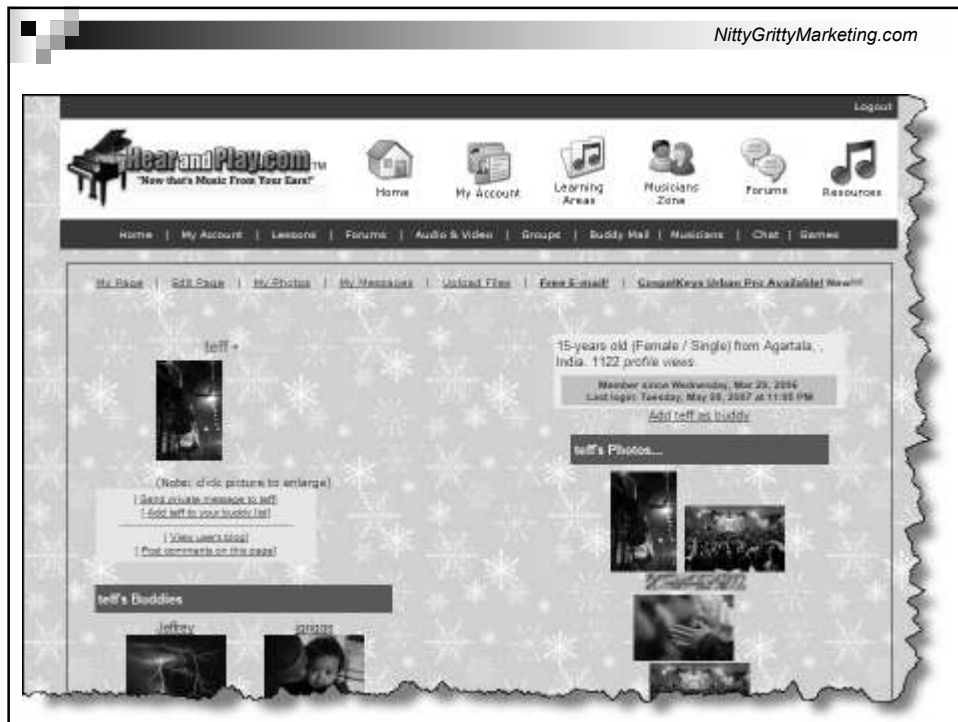 NittyGrittyMarketing.com
Logout
HearandPlay.com™
"Now that's Music From Your Ears!"
Home
My Account
Learning
Areas
Musicians
Zone
Forums
Resources
Home | My Account | Lessons | Forums | Audio & Video | Groups | Buddy Mail | Musicians | Chat | Games
My Page | Edit Page | My Photos | My Messages | Upload Files | Free E-mail! | GospelKeys Urban Pro Available! New!!!
teff
15-years old (Female / Single) from Agartala, ,
India. 1122 profile views.
Member since Wednesday, Mar 29, 2006
Last login: Tuesday, May 08, 2007 at 11:05 PM
Add teff as buddy
teff's Photos...
(Note: click picture to enlarge)
[ Send private message to teff]
[ Add teff to your buddy list]
[ View user's blog]
[ Post comments on this page]
teff's Buddies
Jeffrey